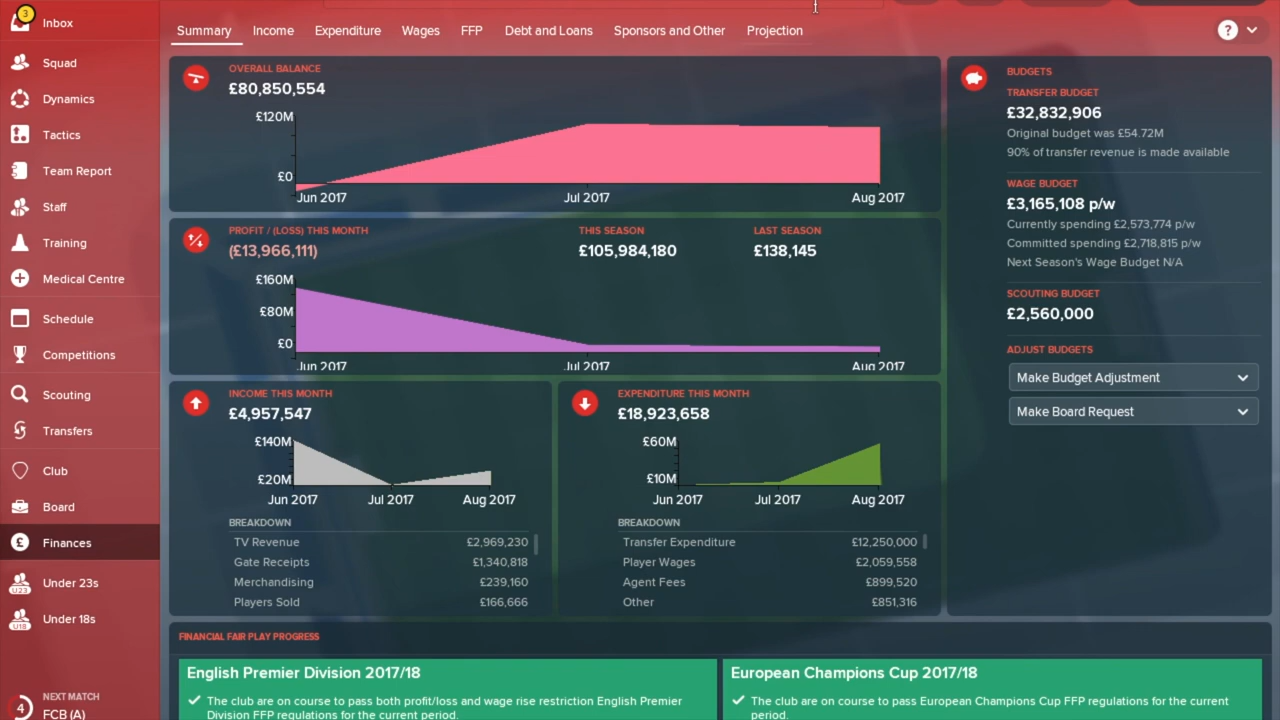 3
Inbox
Squad
Dynamics
Tactics
Team Report
Staff
Training
Medical Centre
Schedule
Competitions
Scouting
Transfers
Club
Board
£
Finances
U23
Under 23s
U18
Under 18s
4
NEXT MATCH
FCB (A)
Summary Income Expenditure Wages FFP Debt and Loans Sponsors and Other Projection
?
OVERALL BALANCE
£80,850,554
£120M
£0
Jun 2017 Jul 2017 Aug 2017
PROFIT / (LOSS) THIS MONTH THIS SEASON LAST SEASON
(£13,966,111) £105,984,180 £138,145
£160M
£80M
£0
Jun 2017 Jul 2017 Aug 2017
INCOME THIS MONTH
£4,957,547
£140M
£20M
Jun 2017 Jul 2017 Aug 2017
BREAKDOWN
TV Revenue £2,969,230
Gate Receipts £1,340,818
Merchandising £239,160
Players Sold £166,666
EXPENDITURE THIS MONTH
£18,923,658
£60M
£10M
Jun 2017 Jul 2017 Aug 2017
BREAKDOWN
Transfer Expenditure £12,250,000
Player Wages £2,059,558
Agent Fees £899,520
Other £851,316
BUDGETS
TRANSFER BUDGET
£32,832,906
Original budget was £54.72M
90% of transfer revenue is made available
WAGE BUDGET
£3,165,108 p/w
Currently spending £2,573,774 p/w
Committed spending £2,718,815 p/w
Next Season's Wage Budget N/A
SCOUTING BUDGET
£2,560,000
ADJUST BUDGETS
Make Budget Adjustment
Make Board Request
FINANCIAL FAIR PLAY PROGRESS
English Premier Division 2017/18
The club are on course to pass both profit/loss and wage rise restriction English Premier
Division FFP regulations for the current period.
European Champions Cup 2017/18
The club are on course to pass European Champions Cup FFP regulations for the current
period.